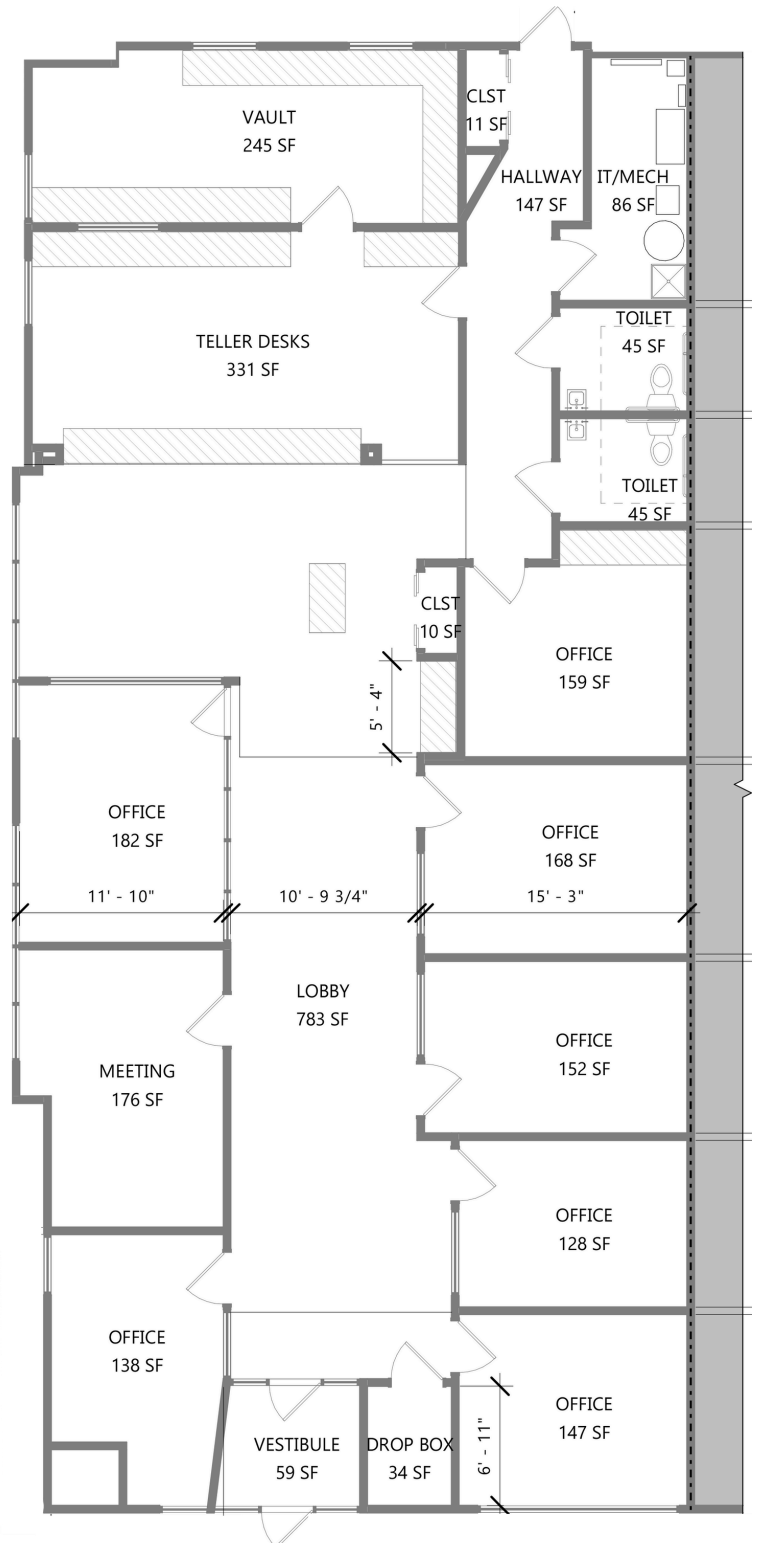 VAULT
245 SF
CLST
11 SF
HALLWAY
147 SF
IT/MECH
86 SF
TOILET
45 SF
TELLER DESKS
331 SF
TOILET
45 SF
CLST
10 SF
OFFICE
159 SF
5' - 4"
OFFICE
182 SF
OFFICE
168 SF
11' - 10"
10' - 9 3/4"
15' - 3"
LOBBY
783 SF
OFFICE
152 SF
MEETING
176 SF
OFFICE
128 SF
OFFICE
138 SF
OFFICE
147 SF
VESTIBULE
59 SF
DROP BOX
34 SF
6' - 11"